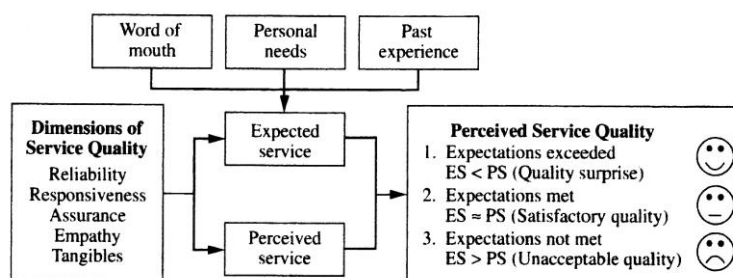 Word of
mouth
Personal
needs
Past
experience
Dimensions of
Service Quality
Reliability
Responsiveness
Assurance
Empathy
Tangibles
Expected
service
Perceived
service
Perceived Service Quality
1. Expectations exceeded
ES < PS (Quality surprise)
2. Expectations met
ES ≈ PS (Satisfactory quality)
3. Expectations not met
ES > PS (Unacceptable quality)